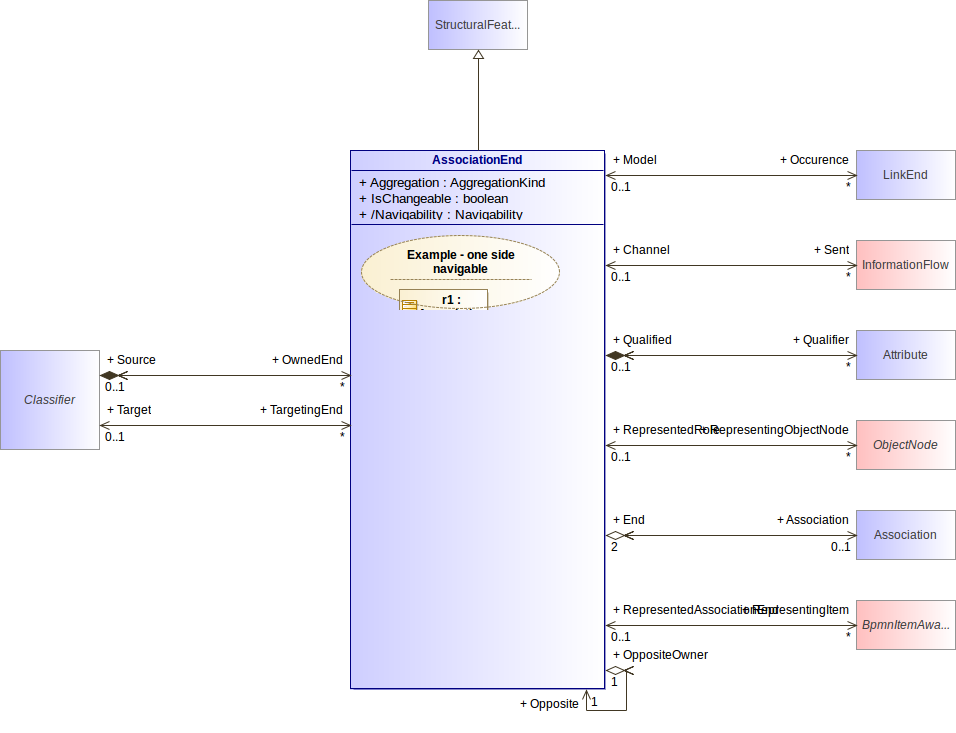 StructuralFeat...
AssociationEnd
+ Aggregation : AggregationKind
+ IsChangeable : boolean
+ /Navigability : Navigability
Example - one side
navigable
r1 :
+ Model
+ Occurence
0..1
*
LinkEnd
+ Channel
+ Sent
0..1
*
InformationFlow
+ Qualified
+ Qualifier
0..1
*
Attribute
Classifier
+ Source
+ OwnedEnd
0..1
*
+ Target
+ TargetingEnd
0..1
*
+ RepresentedRole
+ RepresentingObjectNode
0..1
*
ObjectNode
+ End
+ Association
2
0..1
Association
+ RepresentedAssociationEnd
+ RepresentingItem
0..1
*
BpmnItemAwa...
+ OppositeOwner
1
+ Opposite
1